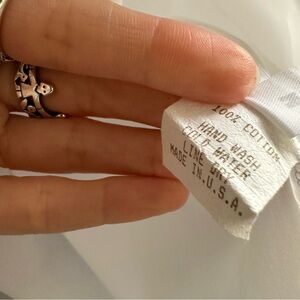 100% COTTON
HAND WASH
COLD WATER
LINE DRY
MADE IN U.S.A.